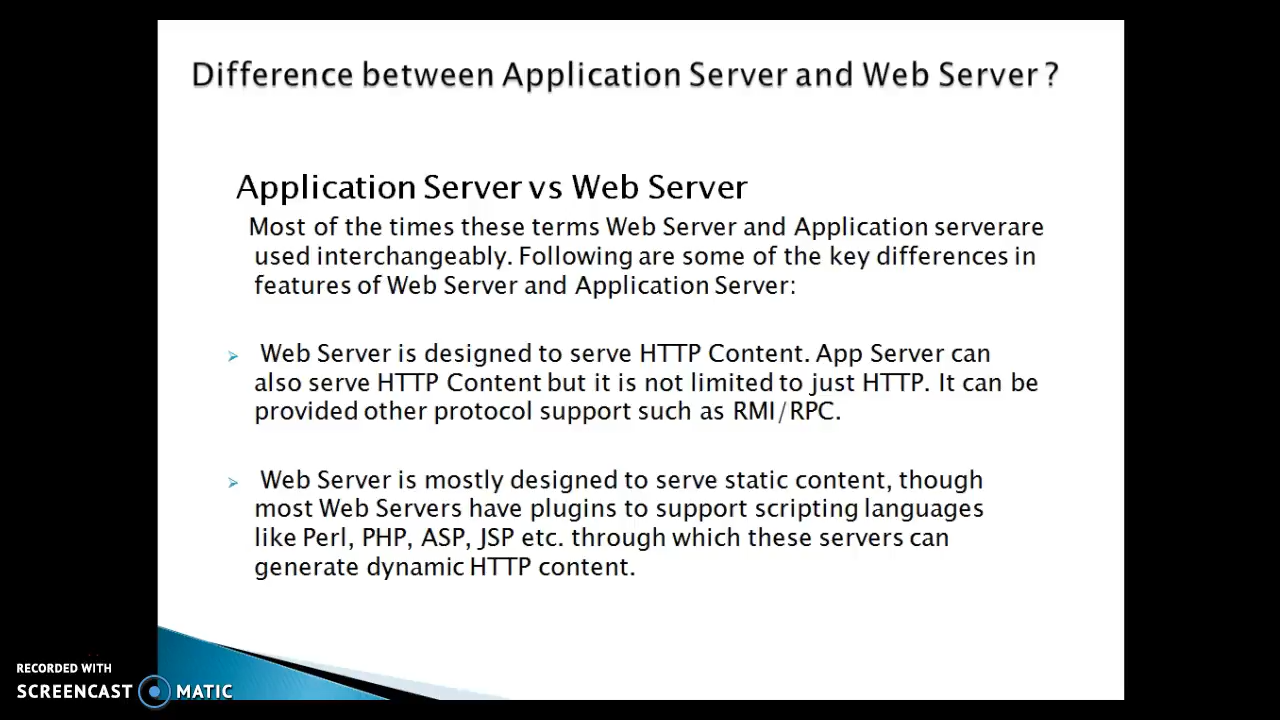 Difference between Application Server and Web Server?
Application Server vs Web Server
Most of the times these terms Web Server and Application serverare
used interchangeably. Following are some of the key differences in
features of Web Server and Application Server:
Web Server is designed to serve HTTP Content. App Server can
also serve HTTP Content but it is not limited to just HTTP. It can be
provided other protocol support such as RMI/RPC.
Web Server is mostly designed to serve static content, though
most Web Servers have plugins to support scripting languages
like Perl, PHP, ASP, JSP etc. through which these servers can
generate dynamic HTTP content.
RECORDED WITH
SCREENCAST MATIC